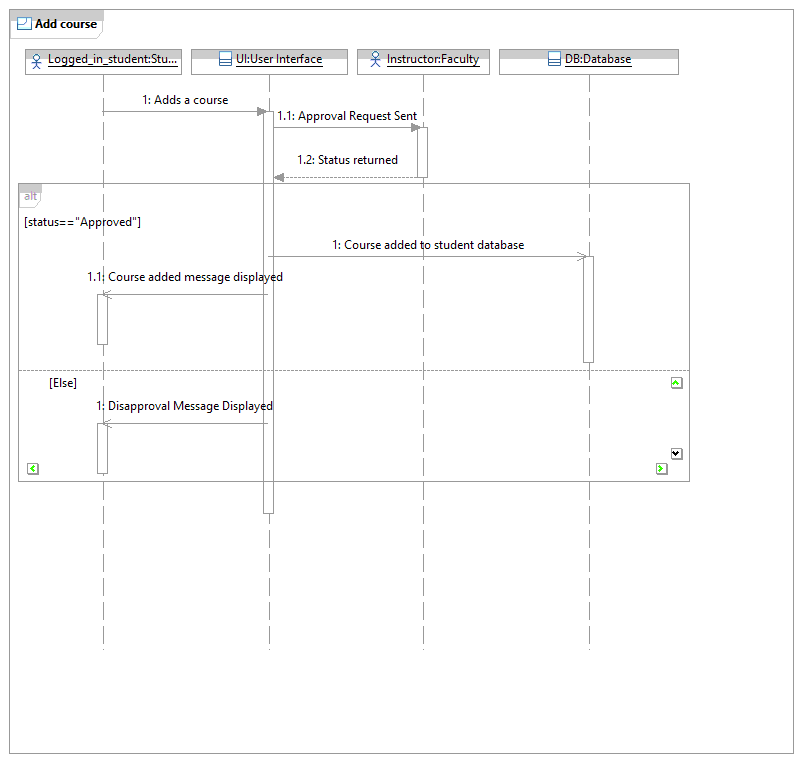 Add course
Logged_in_student:Stu...
UI:User Interface
Instructor:Faculty
DB:Database
1: Adds a course
1.1: Approval Request Sent
1.2: Status returned
alt
[status=="Approved"]
1: Course added to student database
1.1: Course added message displayed
[Else]
1: Disapproval Message Displayed